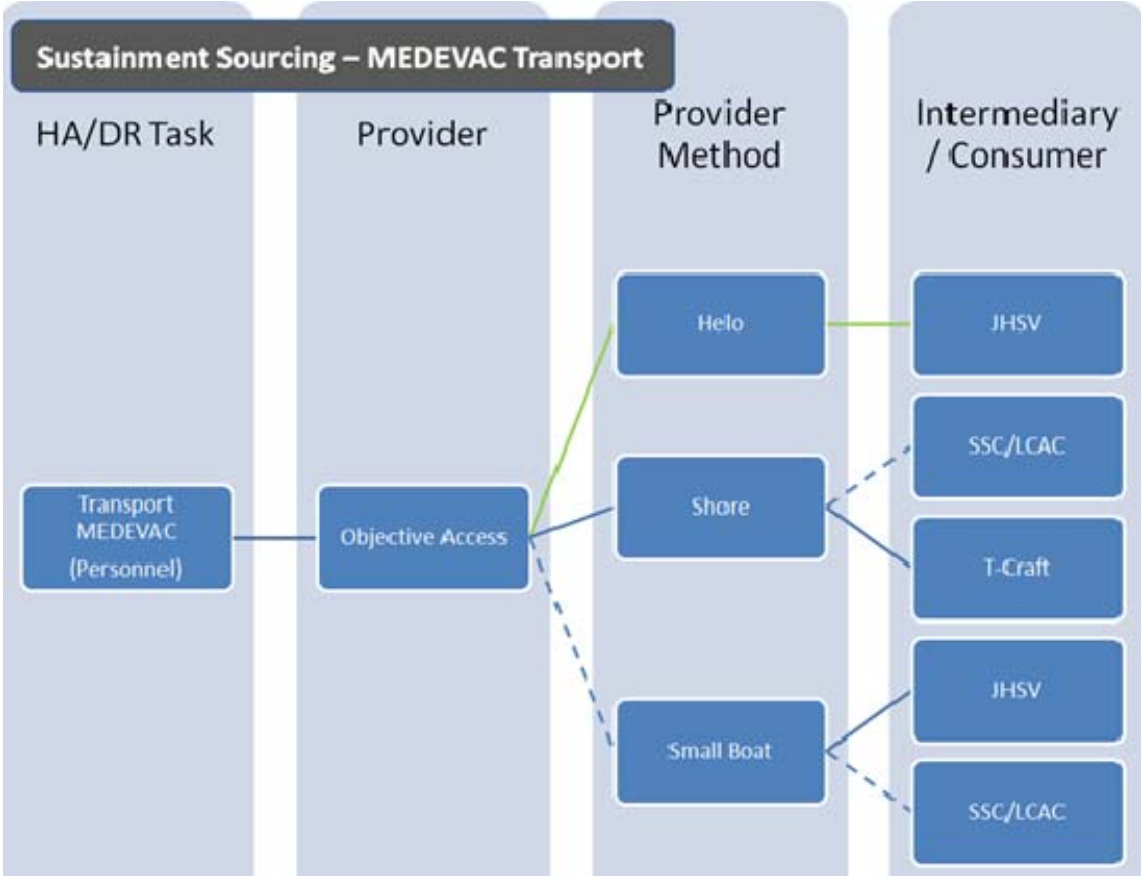 Sustainment Sourcing – MEDEVAC Transport
HA/DR Task
Provider
Provider
Method
Intermediary
/ Consumer
Transport
MEDEVAC
(Personnel)
Objective Access
Helo
Shore
Small Boat
JHSV
SSC/LCAC
T-Craft
JHSV
SSC/LCAC